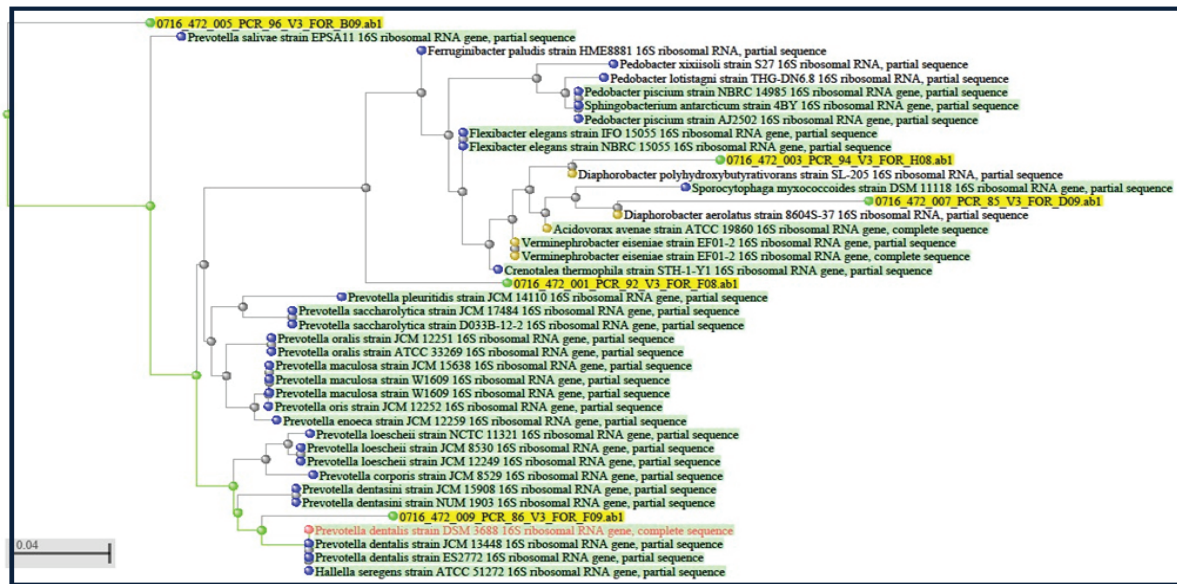 0716_472_005_PCR_96_V3_FOR_B09.ab1
Prevotella salivae strain EPSA11 16S ribosomal RNA gene, partial sequence
Ferruginibacter paludis strain HME8881 16S ribosomal RNA, partial sequence
Pedobacter xixiisoli strain S27 16S ribosomal RNA, partial sequence
Pedobacter lotistagni strain THG-DN6.8 16S ribosomal RNA, partial sequence
Pedobacter piscium strain NBRC 14985 16S ribosomal RNA gene, partial sequence
Sphingobacterium antarcticum strain 4BY 16S ribosomal RNA gene, partial sequence
Pedobacter piscium strain AJ2502 16S ribosomal RNA gene, partial sequence
Flexibacter elegans strain IFO 15055 16S ribosomal RNA gene, partial sequence
Flexibacter elegans strain NBRC 15055 16S ribosomal RNA gene, partial sequence
0716_472_003_PCR_94_V3_FOR_H08.ab1
Diaphorobacter polyhydroxybutyrativorans strain SL-205 16S ribosomal RNA, partial sequence
Sporocytophaga myxococcoides strain DSM 11118 16S ribosomal RNA gene, partial sequence
0716_472_007_PCR_85_V3_FOR_D09.ab1
Diaphorobacter aerolatus strain 8604S-37 16S ribosomal RNA, partial sequence
Acidovorax avenae strain ATCC 19860 16S ribosomal RNA gene, complete sequence
Verminephrobacter eiseniae strain EF01-2 16S ribosomal RNA gene, partial sequence
Verminephrobacter eiseniae strain EF01-2 16S ribosomal RNA gene, complete sequence
Crenotalea thermophila strain STH-1-Y1 16S ribosomal RNA gene, partial sequence
0716_472_001_PCR_92_V3_FOR_F08.ab1
Prevotella pleuritidis strain JCM 14110 16S ribosomal RNA gene, partial sequence
Prevotella saccharolytica strain JCM 17484 16S ribosomal RNA gene, partial sequence
Prevotella saccharolytica strain D033B-12-2 16S ribosomal RNA gene, partial sequence
Prevotella oralis strain JCM 12251 16S ribosomal RNA gene, partial sequence
Prevotella oralis strain ATCC 33269 16S ribosomal RNA gene, partial sequence
Prevotella maculosa strain JCM 15638 16S ribosomal RNA gene, partial sequence
Prevotella maculosa strain W1609 16S ribosomal RNA gene, partial sequence
Prevotella maculosa strain W1609 16S ribosomal RNA gene, partial sequence
Prevotella oris strain JCM 12252 16S ribosomal RNA gene, partial sequence
Prevotella enoeca strain JCM 12259 16S ribosomal RNA gene, partial sequence
Prevotella loescheii strain NCTC 11321 16S ribosomal RNA gene, partial sequence
Prevotella loescheii strain JCM 8530 16S ribosomal RNA gene, partial sequence
Prevotella loescheii strain JCM 12249 16S ribosomal RNA gene, partial sequence
Prevotella corporis strain JCM 8529 16S ribosomal RNA gene, partial sequence
Prevotella dentasini strain JCM 15908 16S ribosomal RNA gene, partial sequence
Prevotella dentasini strain NUM 1903 16S ribosomal RNA gene, partial sequence
0716_472_009_PCR_86_V3_FOR_F09.ab1
Prevotella dentalis strain DSM 3688 16S ribosomal RNA gene, complete sequence
Prevotella dentalis strain JCM 13448 16S ribosomal RNA gene, partial sequence
Prevotella dentalis strain ES2772 16S ribosomal RNA gene, partial sequence
Hallella seregens strain ATCC 51272 16S ribosomal RNA gene, partial sequence
0.04